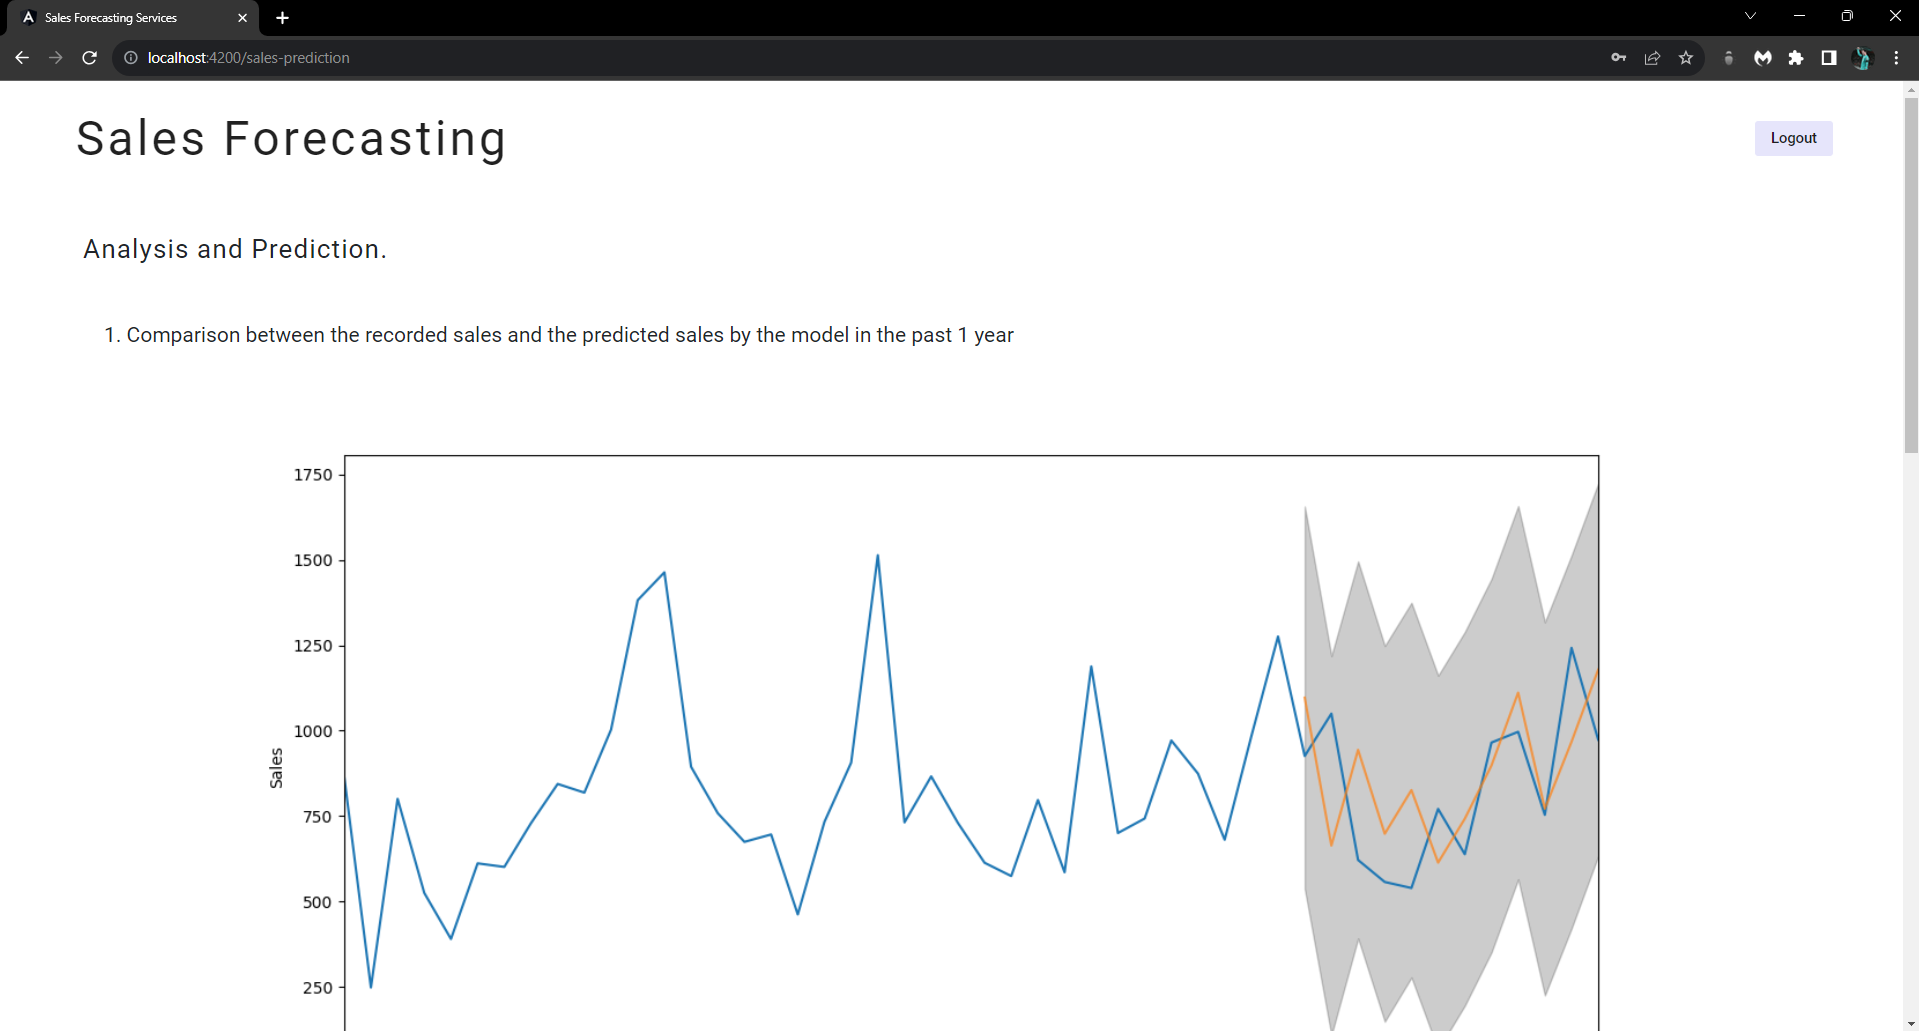 Sales Forecasting Services
localhost:4200/sales-prediction
Sales Forecasting
Logout
Analysis and Prediction.
1. Comparison between the recorded sales and the predicted sales by the model in the past 1 year
1750
1500
1250
1000
750
500
250
Sales